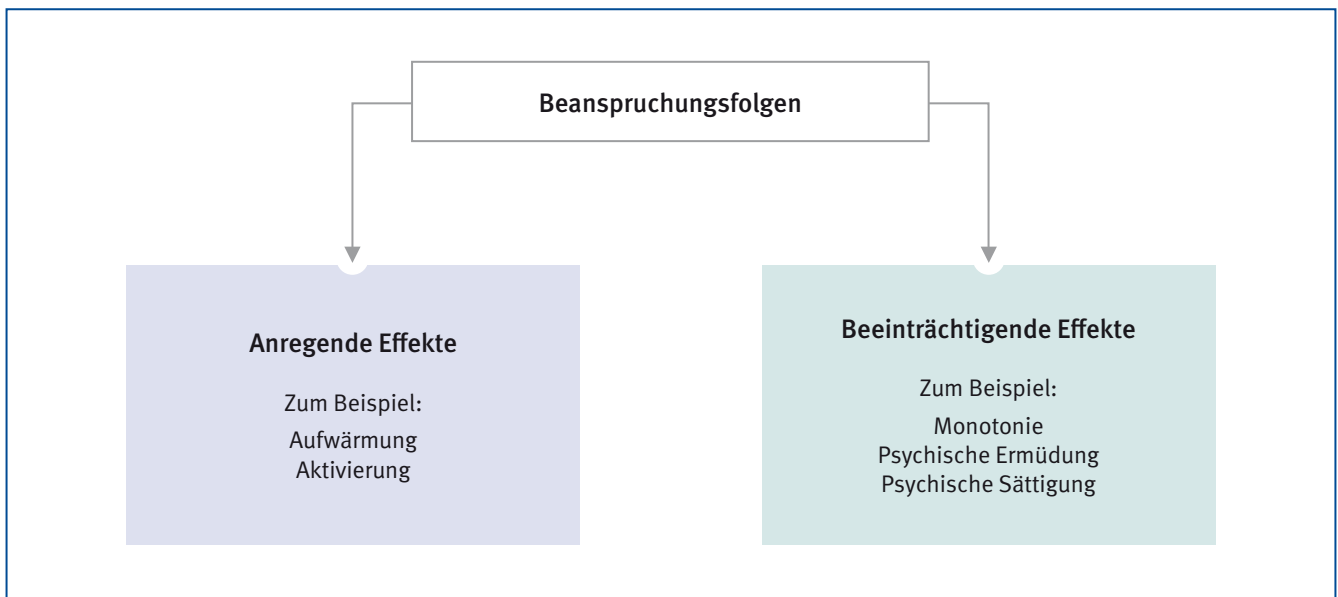 Beanspruchungsfolgen
Anregende Effekte
Zum Beispiel:
Aufwärmung
Aktivierung
Beeinträchtigende Effekte
Zum Beispiel:
Monotonie
Psychische Ermüdung
Psychische Sättigung